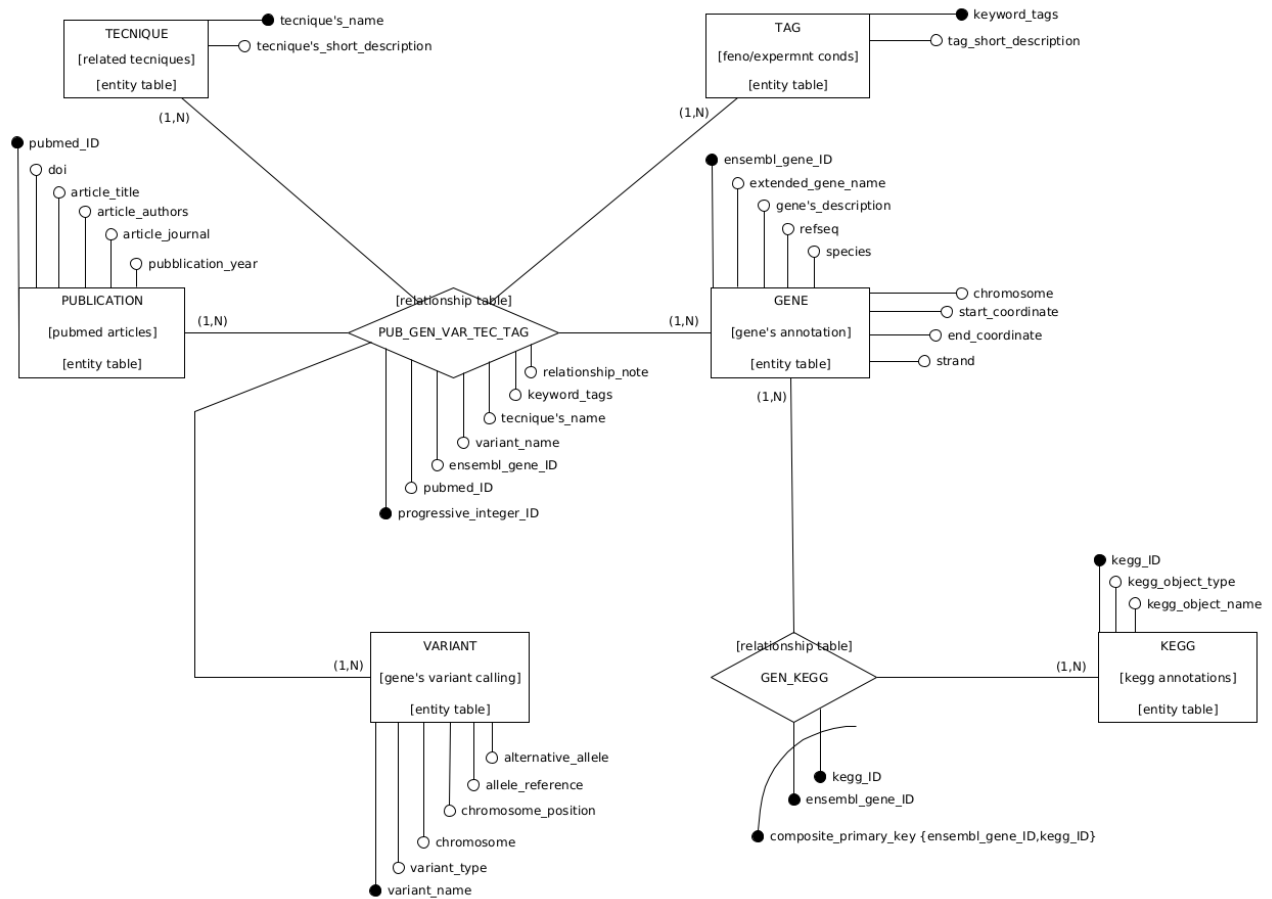 TECNIQUE
[related tecniques]
[entity table]
tecnique's_name
tecnique's_short_description
(1,N)
TAG
[feno/expermnt conds]
[entity table]
keyword_tags
tag_short_description
(1,N)
pubmed_ID
doi
article_title
article_authors
article_journal
pubblication_year
PUBLICATION
[pubmed articles]
[entity table]
(1,N)
[relationship table]
PUB_GEN_VAR_TEC_TAG
relationship_note
keyword_tags
tecnique's_name
variant_name
ensembl_gene_ID
pubmed_ID
progressive_integer_ID
(1,N)
ensembl_gene_ID
extended_gene_name
gene's_description
refseq
species
GENE
[gene's annotation]
[entity table]
chromosome
start_coordinate
end_coordinate
strand
(1,N)
(1,N)
VARIANT
[gene's variant calling]
[entity table]
alternative_allele
allele_reference
chromosome_position
chromosome
variant_type
variant_name
[relationship table]
GEN_KEGG
kegg_ID
ensembl_gene_ID
composite_primary_key {ensembl_gene_ID,kegg_ID}
(1,N)
kegg_ID
kegg_object_type
kegg_object_name
KEGG
[kegg annotations]
[entity table]